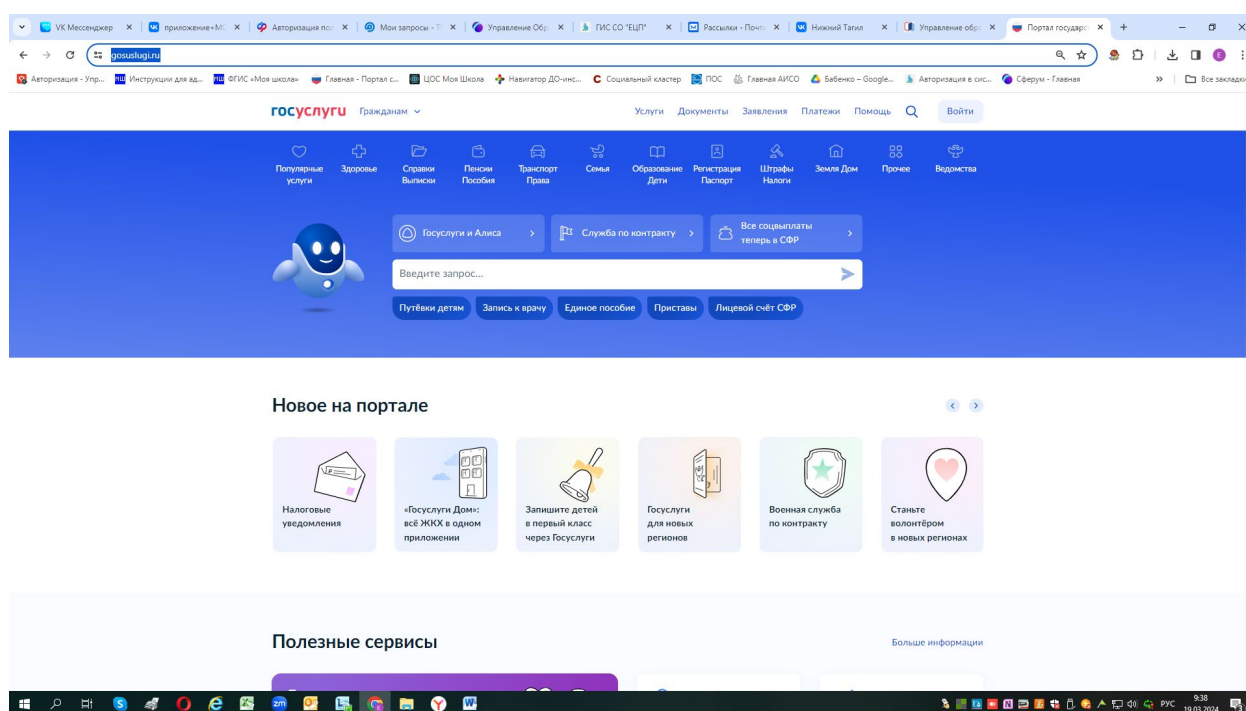 VK Мессенджер
приложение+МС
Авторизация пол
Мои запросы - Т
Управление Обр
ГИС СО "ЕЦП"
Рассылки - Почт
Нижний Тагил
Управление обр
Портал государс
gosuslugi.ru
E
Авторизация - Упр...
Инструкции для ад...
ФГИС «Моя школа»
Главная - Портал с...
ЦОС Моя Школа
Навигатор ДО-инс...
Социальный кластер
ПОС
Главная АИСО
Бабенко – Google...
Авторизация в сис...
Сферум - Главная
Все закладки
госуслуги
Гражданам
Услуги
Документы
Заявления
Платежи
Помощь
Войти
Популярные
услуги
Здоровье
Справки
Выписки
Пенсии
Пособия
Транспорт
Права
Семья
Образование
Дети
Регистрация
Паспорт
Штрафы
Налоги
Земля Дом
Прочее
Ведомства
Госуслуги и Алиса
Служба по контракту
Все соцвыплаты
теперь в СФР
Введите запрос...
Путёвки детям
Запись к врачу
Единое пособие
Приставы
Лицевой счёт СФР
Новое на портале
Налоговые
уведомления
«Госуслуги Дом»:
всё ЖКХ в одном
приложении
Запишите детей
в первый класс
через Госуслуги
Госуслуги
для новых
регионов
Военная служба
по контракту
Станьте
волонтёром
в новых регионах
Полезные сервисы
Больше информации
РУС
9:38
19.03.2024